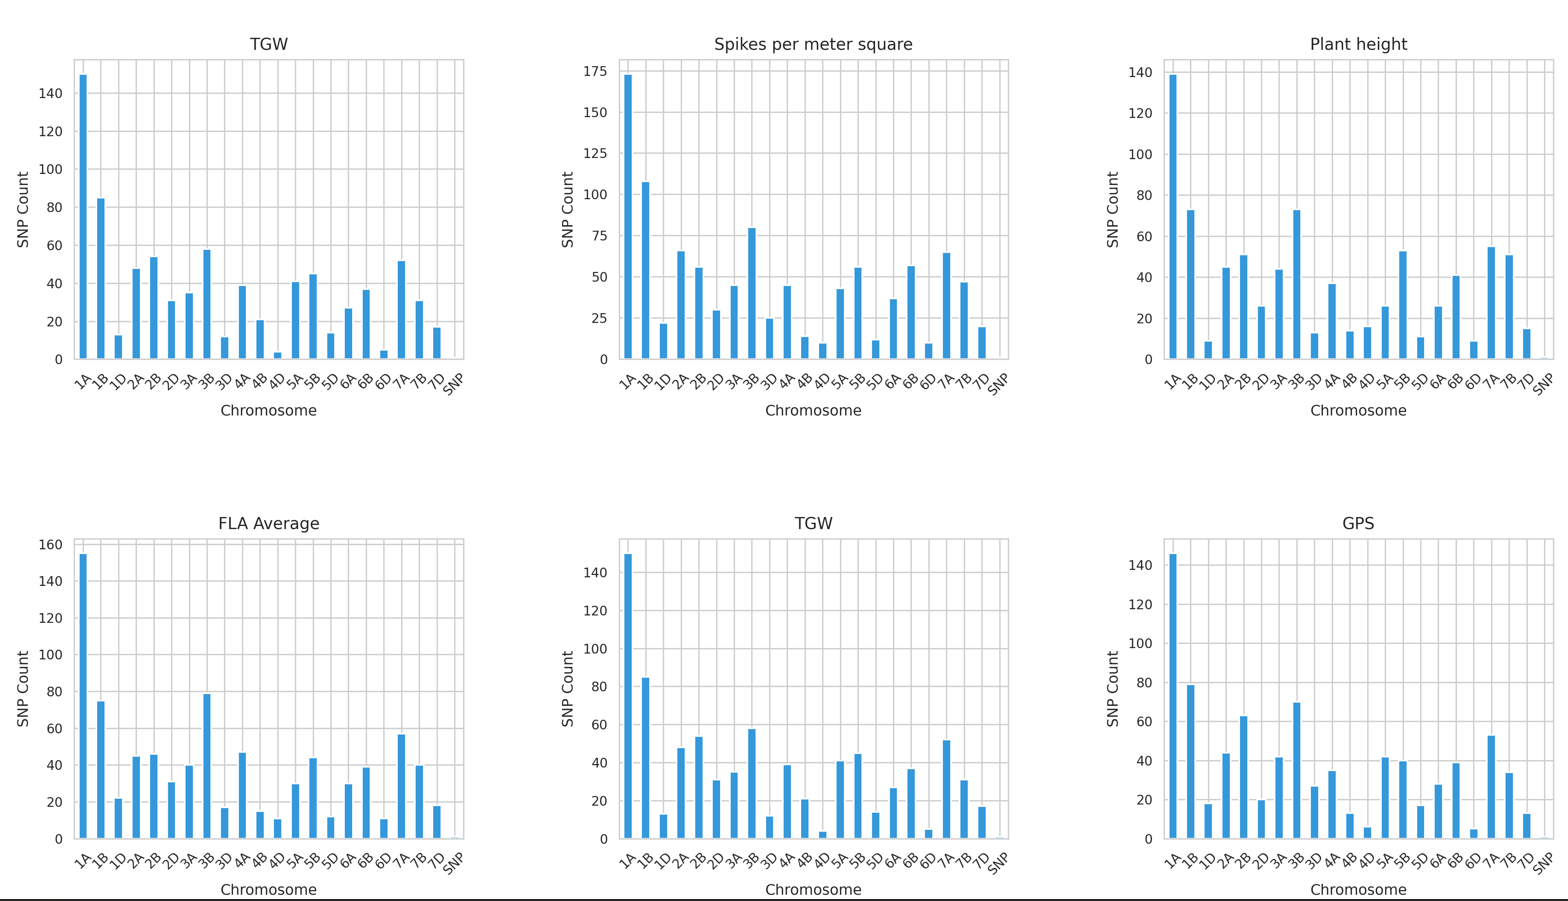 TGW
SNP Count
140
120
100
80
60
40
20
0
1A 1B 1D 2A 2B 2D 3A 3B 3D 4A 4B 4D 5A 5B 5D 6A 6B 6D 7A 7B 7D SNP
Chromosome
Spikes per meter square
SNP Count
175
150
125
100
75
50
25
0
1A 1B 1D 2A 2B 2D 3A 3B 3D 4A 4B 4D 5A 5B 5D 6A 6B 6D 7A 7B 7D SNP
Chromosome
Plant height
SNP Count
140
120
100
80
60
40
20
0
1A 1B 1D 2A 2B 2D 3A 3B 3D 4A 4B 4D 5A 5B 5D 6A 6B 6D 7A 7B 7D SNP
Chromosome
FLA Average
SNP Count
160
140
120
100
80
60
40
20
0
1A 1B 1D 2A 2B 2D 3A 3B 3D 4A 4B 4D 5A 5B 5D 6A 6B 6D 7A 7B 7D SNP
Chromosome
TGW
SNP Count
140
120
100
80
60
40
20
0
1A 1B 1D 2A 2B 2D 3A 3B 3D 4A 4B 4D 5A 5B 5D 6A 6B 6D 7A 7B 7D SNP
Chromosome
GPS
SNP Count
140
120
100
80
60
40
20
0
1A 1B 1D 2A 2B 2D 3A 3B 3D 4A 4B 4D 5A 5B 5D 6A 6B 6D 7A 7B 7D SNP
Chromosome